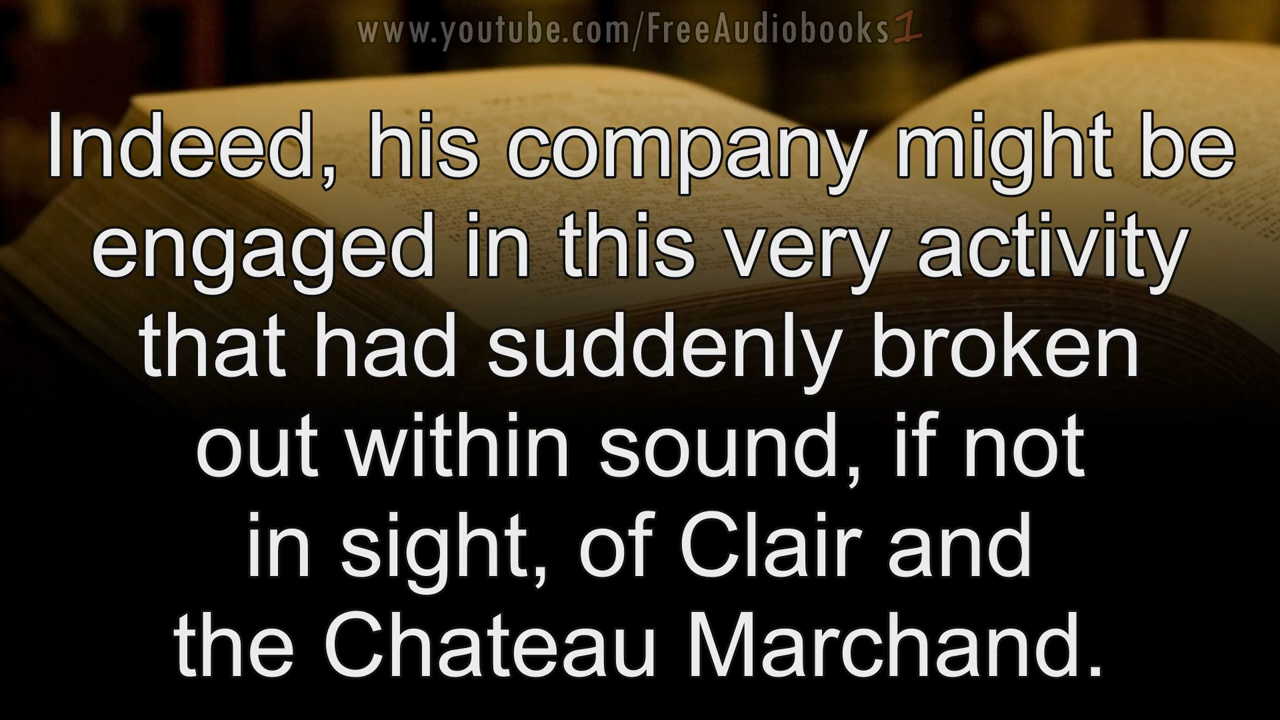 www.youtube.com/FreeAudiobooks1
Indeed, his company might be
engaged in this very activity
that had suddenly broken
out within sound, if not
in sight, of Clair and
the Chateau Marchand.